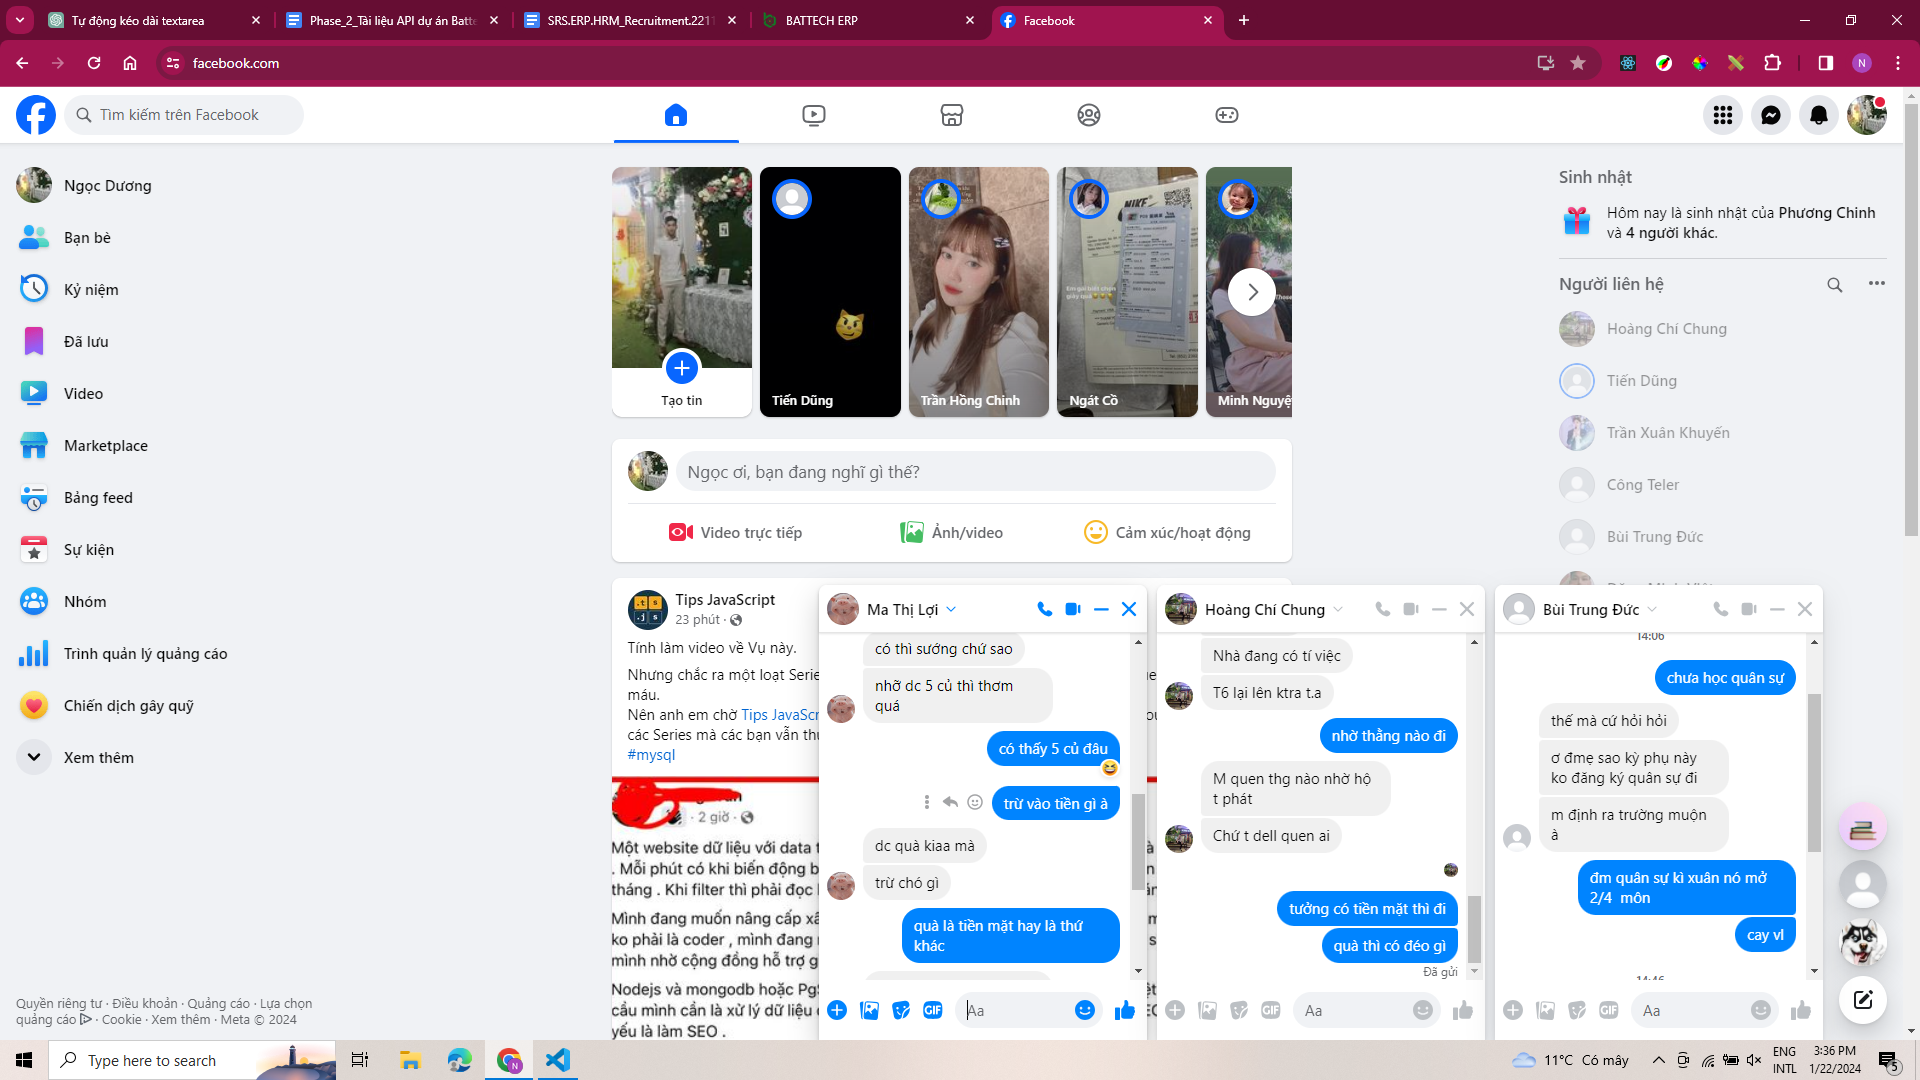 Tự động kéo dài textarea
Phase_2_Tài liệu API dự án Batte
SRS.ERP.HRM_Recruitment.2211
BATTECH ERP
Facebook
facebook.com
N
Tìm kiếm trên Facebook
Ngọc Dương
Bạn bè
Kỷ niệm
Đã lưu
Video
Marketplace
Bảng feed
Sự kiện
Nhóm
Trình quản lý quảng cáo
Chiến dịch gây quỹ
Xem thêm
Quyền riêng tư · Điều khoản · Quảng cáo · Lựa chọn
quảng cáo · Cookie · Xem thêm · Meta © 2024
Tạo tin
Tiến Dũng
Trần Hồng Chinh
NIKE
Ngát Cồ
Minh Nguyệ
Ngọc ơi, bạn đang nghĩ gì thế?
Video trực tiếp
Ảnh/video
Cảm xúc/hoạt động
Tips JavaScript
23 phút ·
Tính làm video về Vụ này.
Nhưng chắc ra một loạt Serie
máu.
Nên anh em chờ Tips JavaScr
các Series mà các bạn vẫn thu
#mysql
· 2 giờ ·
Một website dữ liệu với data t
. Mỗi phút có khi biến động b
tháng . Khi filter thì phải đọc l
Mình đang muốn nâng cấp xâ
ko phải là coder , mình đang
mình nhờ cộng đồng hỗ trợ g
Nodejs và mongodb hoặc PgS
cầu mình cần là xử lý dữ liệu
yếu là làm SEO .
Sinh nhật
Hôm nay là sinh nhật của Phương Chinh
và 4 người khác.
Người liên hệ
Hoàng Chí Chung
Tiến Dũng
Trần Xuân Khuyến
Công Teler
Bùi Trung Đức
Ma Thị Lợi
có thì sướng chứ sao
nhỡ dc 5 củ thì thơm
quá
có thấy 5 củ đâu
trừ vào tiền gì à
dc quà kiaa mà
trừ chó gì
quà là tiền mặt hay là thứ
khác
GIF
Aa
Hoàng Chí Chung
Nhà đang có tí việc
T6 lại lên ktra t.a
nhờ thằng nào đi
M quen thg nào nhờ hộ
t phát
Chứ t dell quen ai
tưởng có tiền mặt thì đi
quà thì có đéo gì
Đã gửi
GIF
Aa
Bùi Trung Đức
14:06
chưa học quân sự
thế mà cứ hỏi hỏi
ơ đmẹ sao kỳ phụ này
ko đăng ký quân sự đi
m định ra trường muộn
à
đm quân sự kì xuân nó mở
2/4 môn
cay vl
14:46
GIF
Aa
Type here to search
11°C Có mây
ENG
INTL
3:36 PM
1/22/2024
5